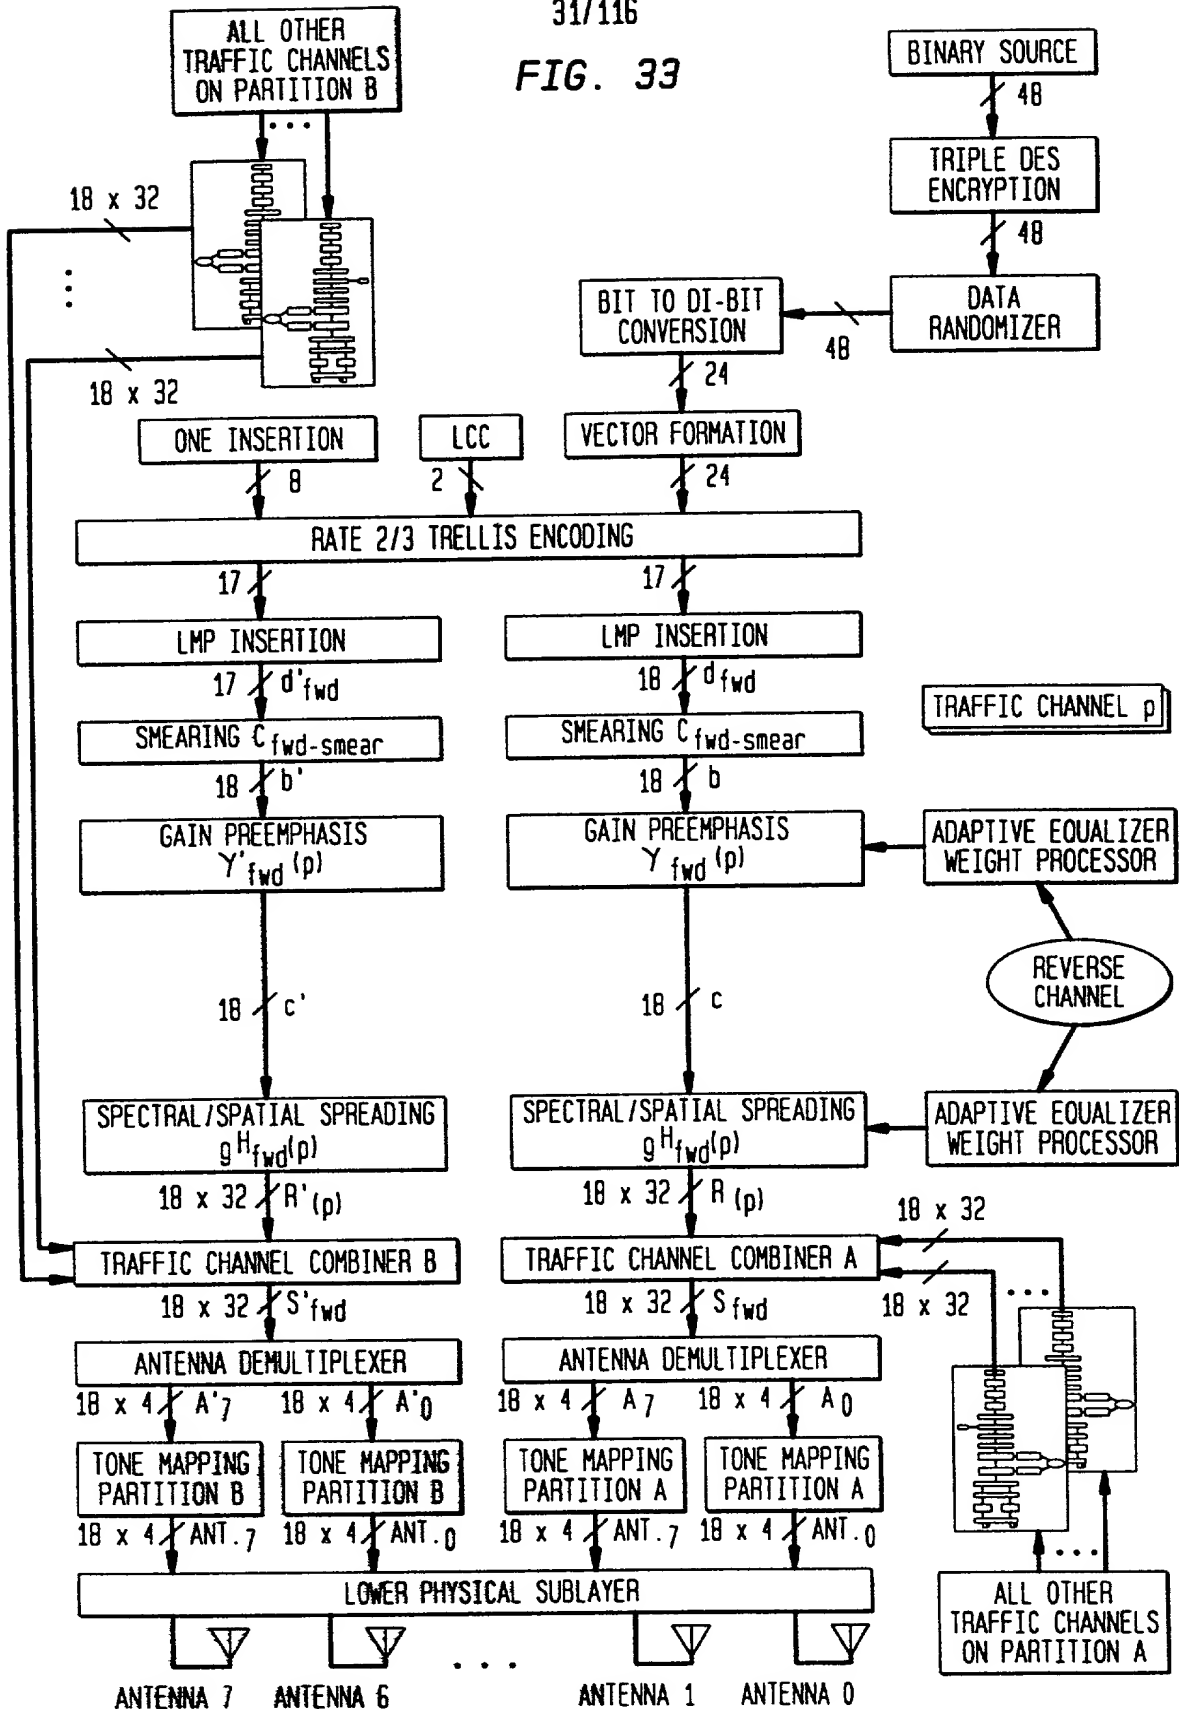 31/116
FIG. 33
ALL OTHER
TRAFFIC CHANNELS
ON PARTITION B
BINARY SOURCE
48
TRIPLE DES
ENCRYPTION
48
DATA
RANDOMIZER
48
BIT TO DI-BIT
CONVERSION
24
18 x 32
18 x 32
ONE INSERTION
LCC
VECTOR FORMATION
8
2
24
RATE 2/3 TRELLIS ENCODING
17
17
LMP INSERTION
LMP INSERTION
17 d'fwd
18 dfwd
TRAFFIC CHANNEL p
SMEARING Cfwd-smear
SMEARING Cfwd-smear
18 b'
18 b
GAIN PREEMPHASIS
γ'fwd(p)
GAIN PREEMPHASIS
γfwd(p)
ADAPTIVE EQUALIZER
WEIGHT PROCESSOR
REVERSE
CHANNEL
18 c'
18 c
SPECTRAL/SPATIAL SPREADING
gHfwd(p)
SPECTRAL/SPATIAL SPREADING
gHfwd(p)
ADAPTIVE EQUALIZER
WEIGHT PROCESSOR
18 x 32 R'(p)
18 x 32 R(p)
18 x 32
TRAFFIC CHANNEL COMBINER B
TRAFFIC CHANNEL COMBINER A
18 x 32
18 x 32 S'fwd
18 x 32 Sfwd
ANTENNA DEMULTIPLEXER
ANTENNA DEMULTIPLEXER
18 x 4 A'7
18 x 4 A'0
18 x 4 A7
18 x 4 A0
TONE MAPPING
PARTITION B
TONE MAPPING
PARTITION B
TONE MAPPING
PARTITION A
TONE MAPPING
PARTITION A
18 x 4 ANT.7
18 x 4 ANT.0
18 x 4 ANT.7
18 x 4 ANT.0
LOWER PHYSICAL SUBLAYER
ALL OTHER
TRAFFIC CHANNELS
ON PARTITION A
ANTENNA 7
ANTENNA 6
ANTENNA 1
ANTENNA 0